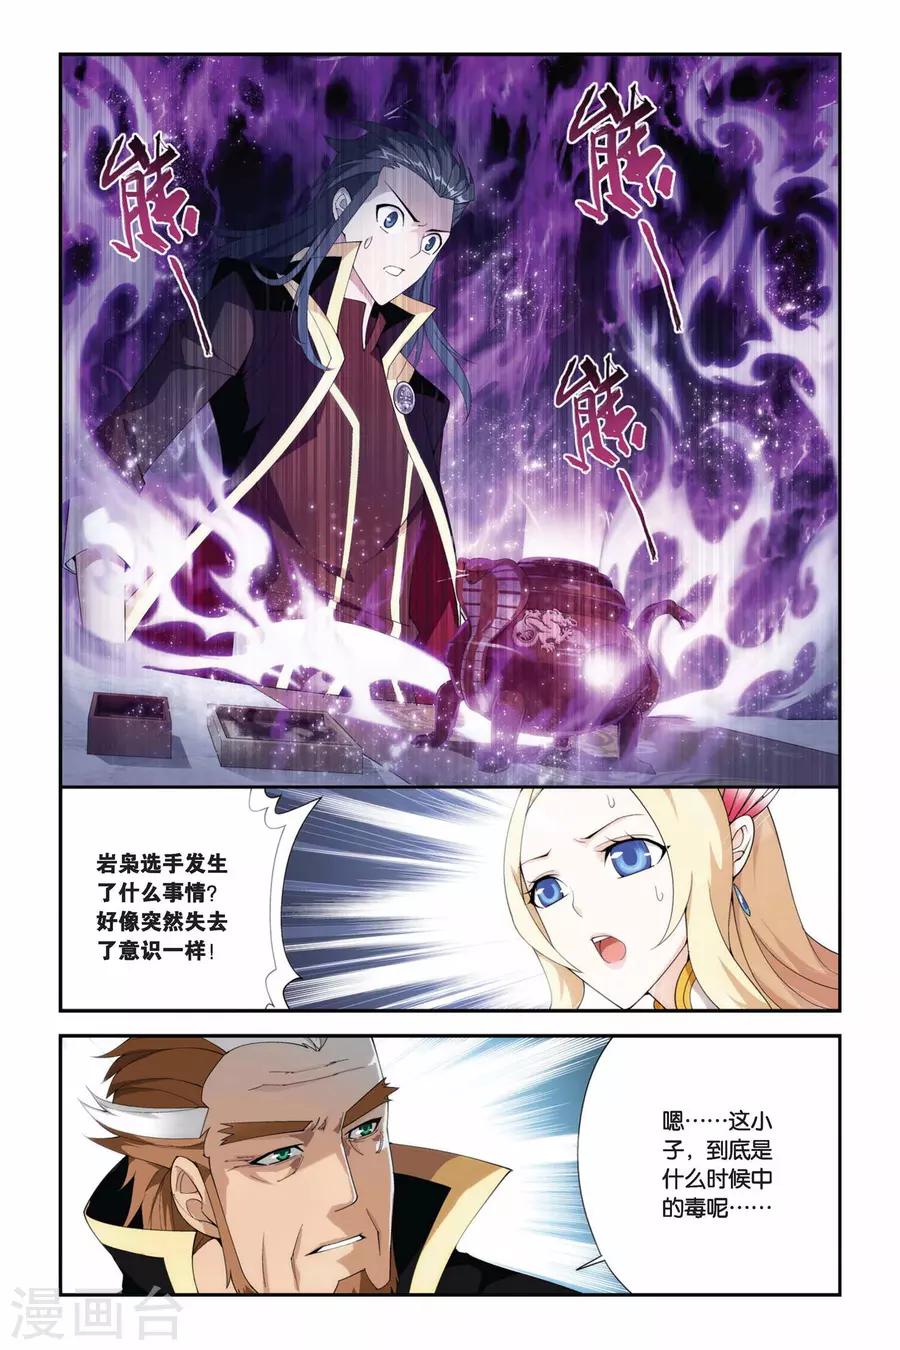 熊—
熊—
熊—
岩枭选手发生
了什么事情？
好像突然失去
了意识一样！
嗯……这小
子，到底是
什么时候中
的毒呢……
漫画台